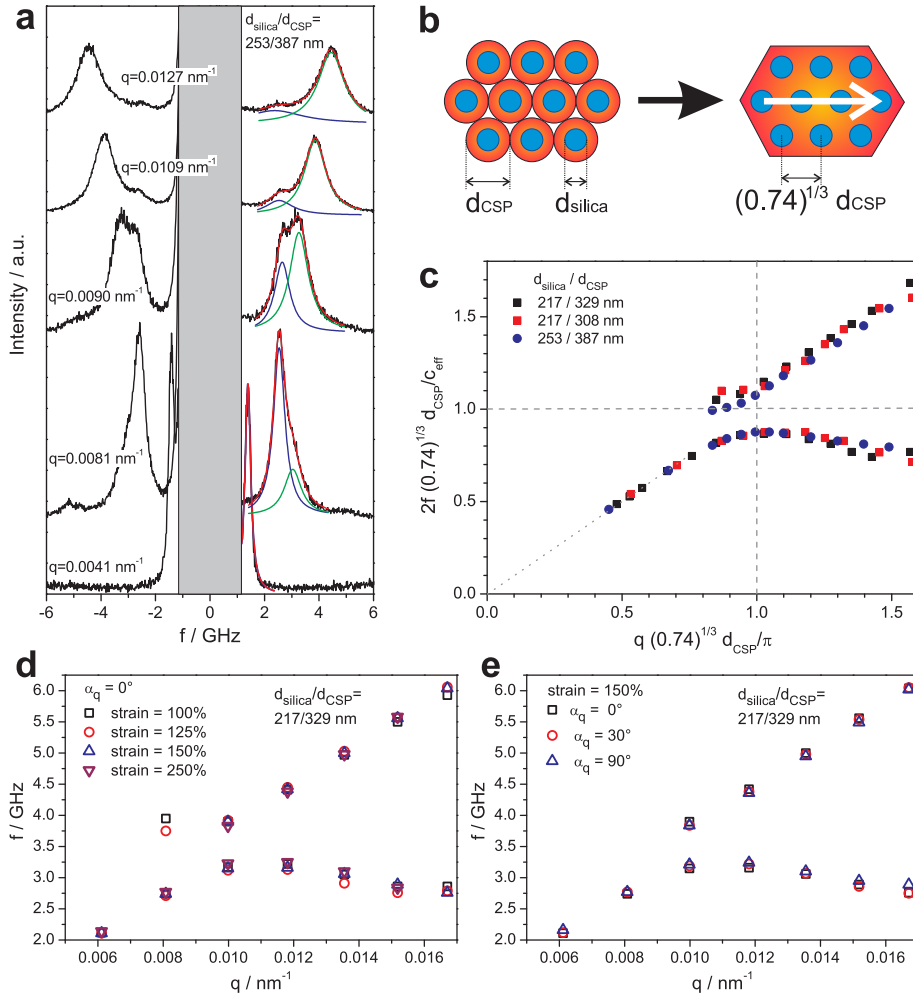 a
d_silica/d_CSP=
253/387 nm
q=0.0127 nm⁻¹
q=0.0109 nm⁻¹
q=0.0090 nm⁻¹
q=0.0081 nm⁻¹
q=0.0041 nm⁻¹
Intensity / a.u.
-6 -4 -2 0 2 4 6
f / GHz
b
d_CSP
d_silica
(0.74)^1/3 d_CSP
c
d_silica / d_CSP
217 / 329 nm
217 / 308 nm
253 / 387 nm
2f (0.74)^1/3 d_CSP/c_eff
1.5
1.0
0.5
0.0
0.0 0.5 1.0 1.5
q (0.74)^1/3 d_CSP/π
d
α_q = 0°
strain = 100%
strain = 125%
strain = 150%
strain = 250%
d_silica/d_CSP=
217/329 nm
f / GHz
6.0
5.5
5.0
4.5
4.0
3.5
3.0
2.5
2.0
0.006 0.008 0.010 0.012 0.014 0.016
q / nm⁻¹
e
strain = 150%
α_q = 0°
α_q = 30°
α_q = 90°
d_silica/d_CSP=
217/329 nm
f / GHz
6.0
5.5
5.0
4.5
4.0
3.5
3.0
2.5
2.0
0.006 0.008 0.010 0.012 0.014 0.016
q / nm⁻¹